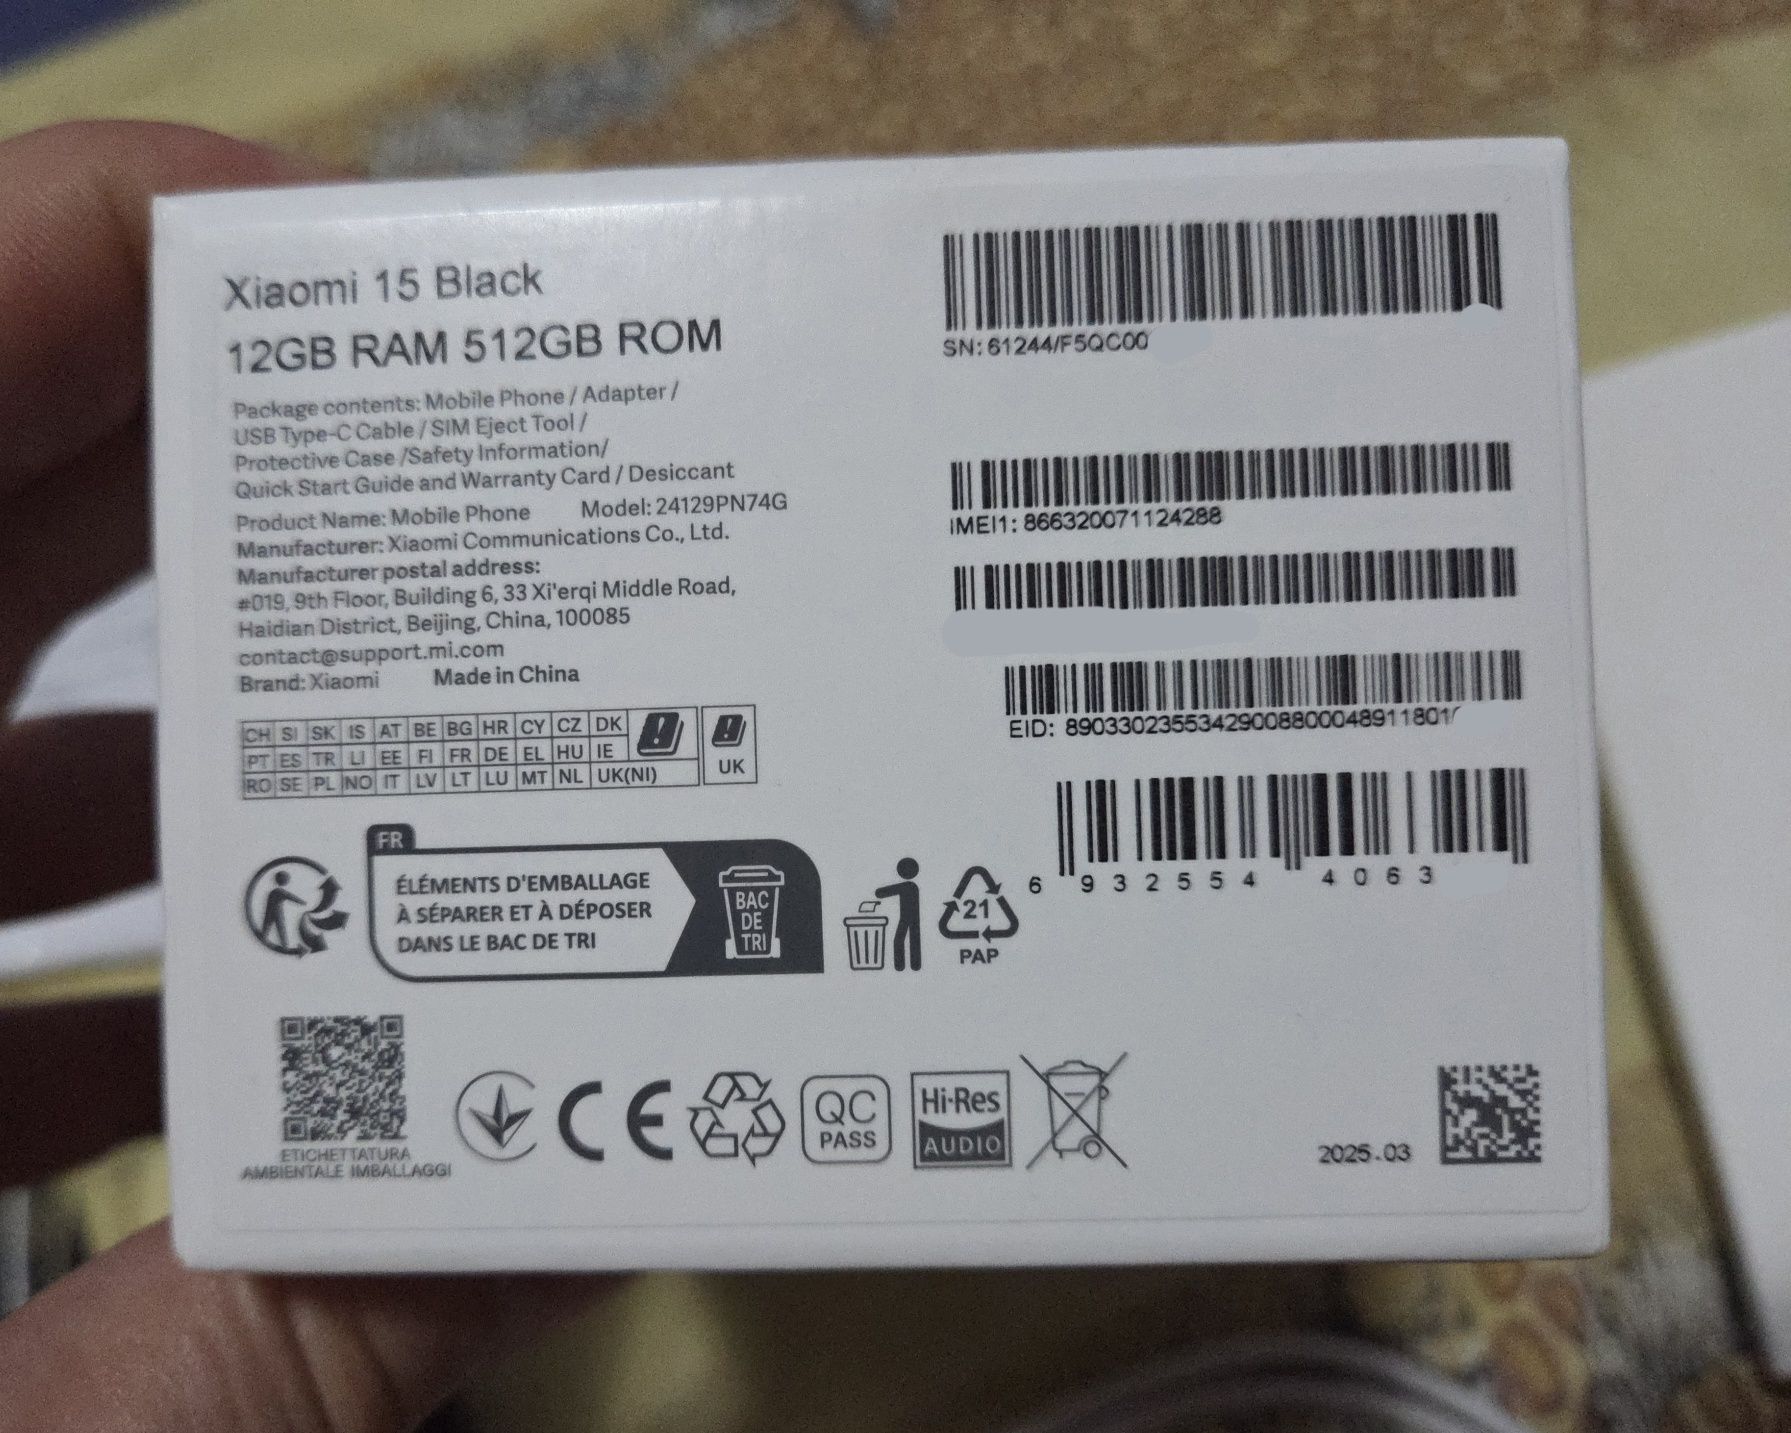 Xiaomi 15 Black
12GB RAM 512GB ROM
Package contents: Mobile Phone / Adapter /
USB Type-C Cable / SIM Eject Tool /
Protective Case /Safety Information/
Quick Start Guide and Warranty Card / Desiccant
Product Name: Mobile Phone Model: 24129PN74G
Manufacturer: Xiaomi Communications Co., Ltd.
Manufacturer postal address:
#019, 9th Floor, Building 6, 33 Xi'erqi Middle Road,
Haidian District, Beijing, China, 100085
contact@support.mi.com
Brand: Xiaomi Made in China
CH SI SK IS AT BE BG HR CY CZ DK
PT ES TR LI EE FI FR DE EL HU IE
RO SE PL NO IT LV LT LU MT NL UK(NI)
UK
FR
ÉLÉMENTS D'EMBALLAGE
À SÉPARER ET À DÉPOSER
DANS LE BAC DE TRI
BAC
DE
TRI
21
PAP
SN: 61244/F5QC00
IMEI1: 866320071124288
EID: 89033023553429008800048911801
6 932554 4063
ETICHETTATURA
AMBIENTALE IMBALLAGGI
CE
QC
PASS
Hi-Res
AUDIO
2025.03